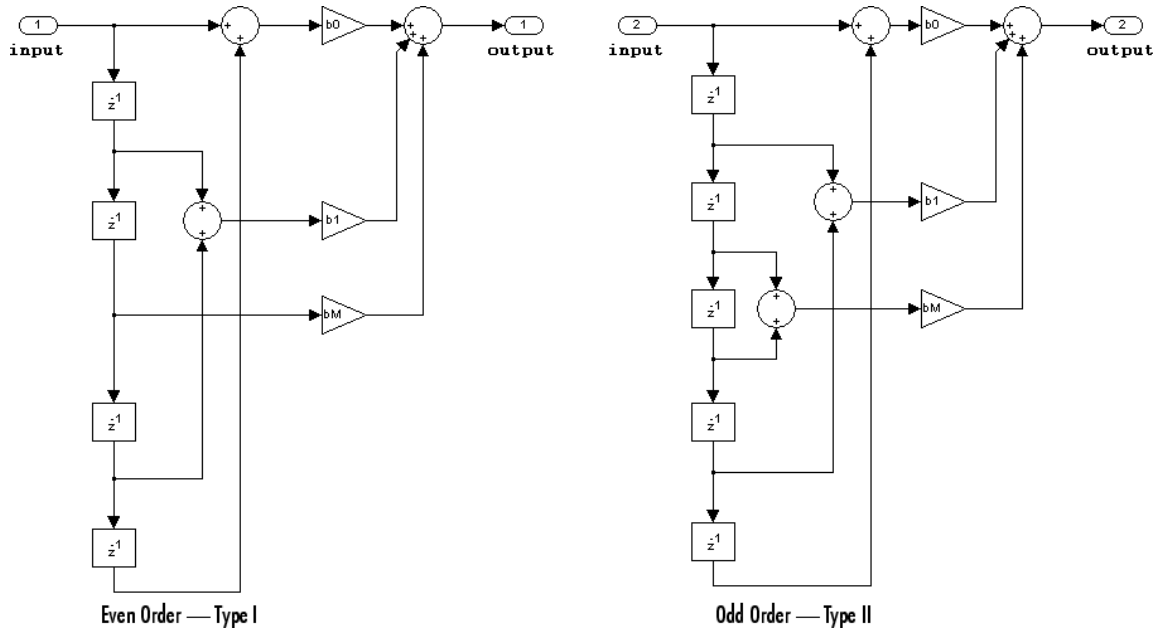 1
input
+
+
b0
+
+
+
1
output
z⁻¹
z⁻¹
+
+
b1
bM
z⁻¹
z⁻¹
Even Order — Type I
2
input
+
+
b0
+
+
+
2
output
z⁻¹
z⁻¹
+
+
b1
z⁻¹
+
+
bM
z⁻¹
z⁻¹
Odd Order — Type II